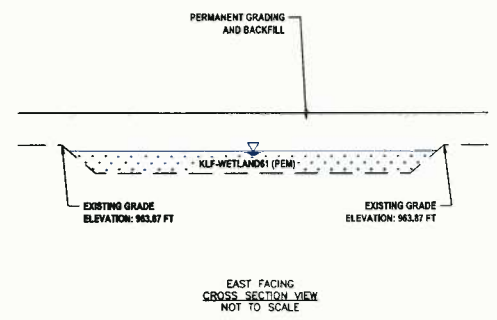 PERMANENT GRADING
AND BACKFILL
KLF-WETLAND61 (PEM)
EXISTING GRADE
ELEVATION: 963.87 FT
EXISTING GRADE
ELEVATION: 963.87 FT
EAST FACING
CROSS SECTION VIEW
NOT TO SCALE